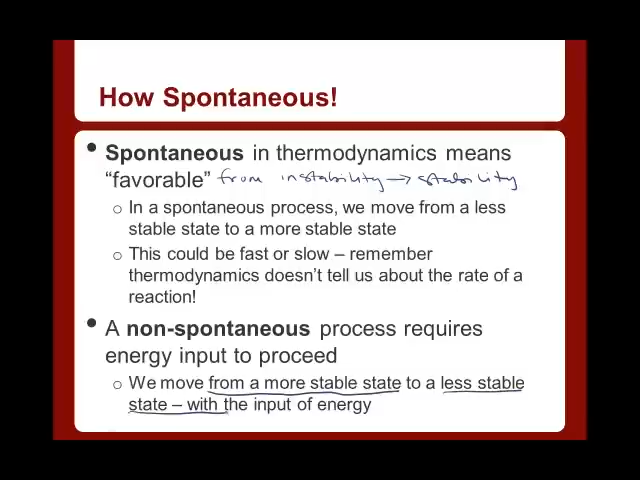 How Spontaneous!
• Spontaneous in thermodynamics means
"favorable" from instability → stability
o In a spontaneous process, we move from a less
stable state to a more stable state
o This could be fast or slow – remember
thermodynamics doesn't tell us about the rate of a
reaction!
• A non-spontaneous process requires
energy input to proceed
o We move from a more stable state to a less stable
state – with the input of energy